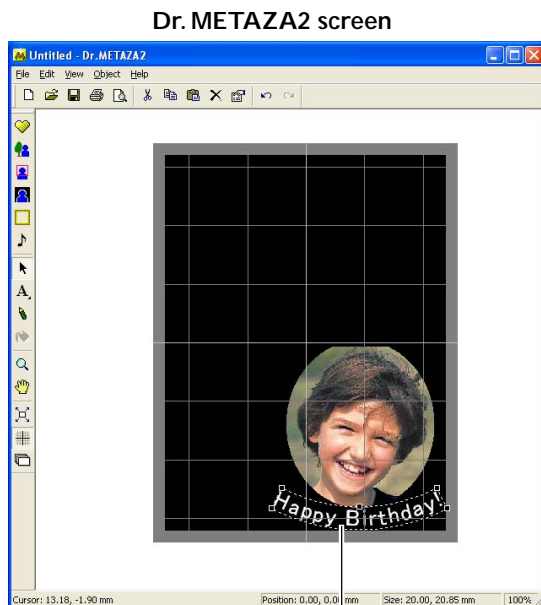 Dr. METAZA2 screen
Untitled - Dr.METAZA2
File Edit View Object Help
A
Happy Birthday!
Cursor: 13.18, -1.90 mm Position: 0.00, 0.00 mm Size: 20.00, 20.85 mm 100%